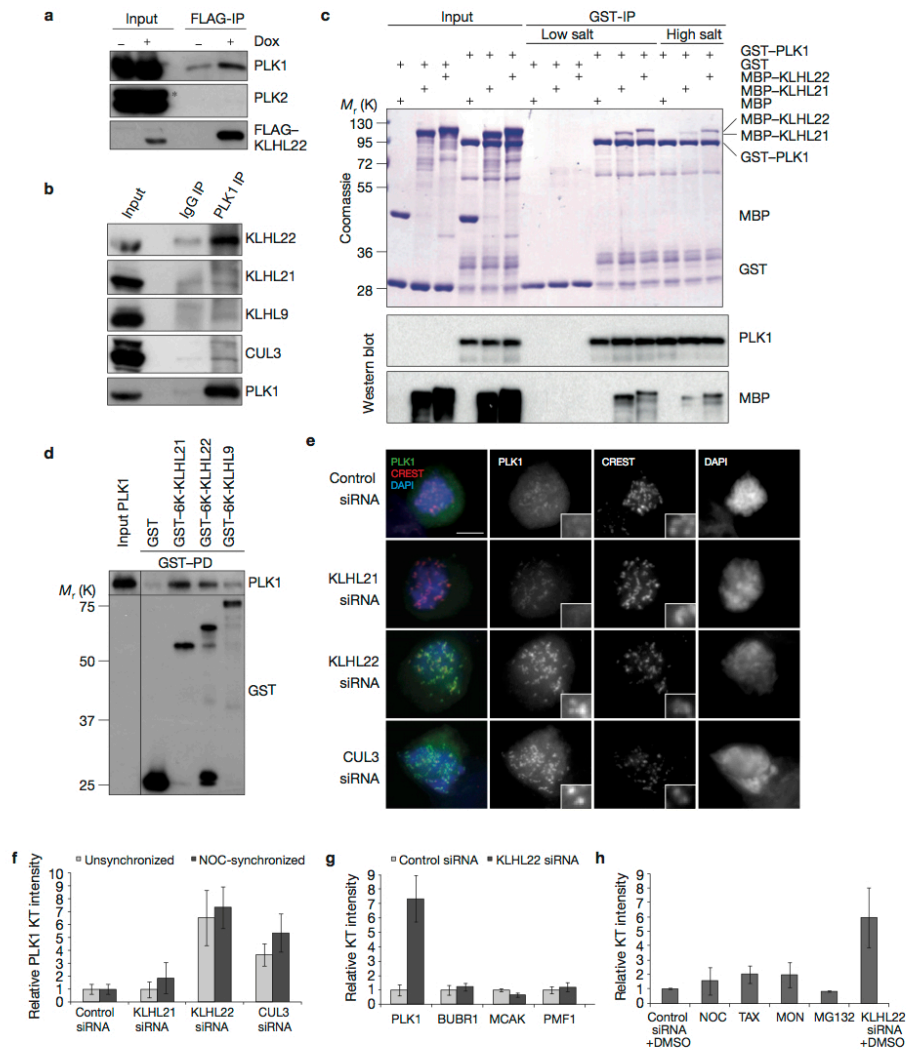 a
Input FLAG-IP
– + – + Dox
PLK1
PLK2
FLAG–
KLHL22
b
Input IgG IP PLK1 IP
KLHL22
KLHL21
KLHL9
CUL3
PLK1
c
Input GST-IP
Low salt High salt
+ + + + + + + + + GST–PLK1
+ + + + + + GST
+ + + + + MBP-KLHL22
+ + + + + MBP-KLHL21
+ + + + + MBP
Mr (K)
130
95
72
55
36
28
Coomassie
MBP-KLHL22
MBP-KLHL21
GST-PLK1
MBP
GST
Western blot
PLK1
MBP
d
Input PLK1 GST GST–6K-KLHL21 GST–6K-KLHL22 GST–6K-KLHL9
GST–PD
Mr (K)
PLK1
75
50
37
25
GST
e
PLK1
CREST
DAPI
PLK1 CREST DAPI
Control
siRNA
KLHL21
siRNA
KLHL22
siRNA
CUL3
siRNA
f
Unsynchronized NOC-synchronized
Relative PLK1 KT intensity
10
9
8
7
6
5
4
3
2
1
0
Control
siRNA
KLHL21
siRNA
KLHL22
siRNA
CUL3
siRNA
g
Control siRNA KLHL22 siRNA
Relative KT intensity
9
8
7
6
5
4
3
2
1
0
PLK1 BUBR1 MCAK PMF1
h
Relative KT intensity
9
8
7
6
5
4
3
2
1
0
Control
siRNA
+DMSO
NOC TAX MON MG132
KLHL22
siRNA
+DMSO